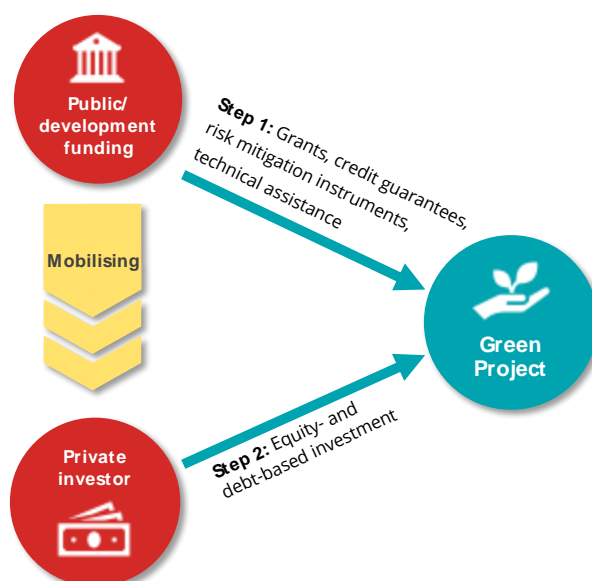 Public/
development
funding
Step 1: Grants, credit guarantees,
risk mitigation instruments,
technical assistance
Mobilising
Green
Project
Private
investor
Step 2: Equity- and
debt-based investment